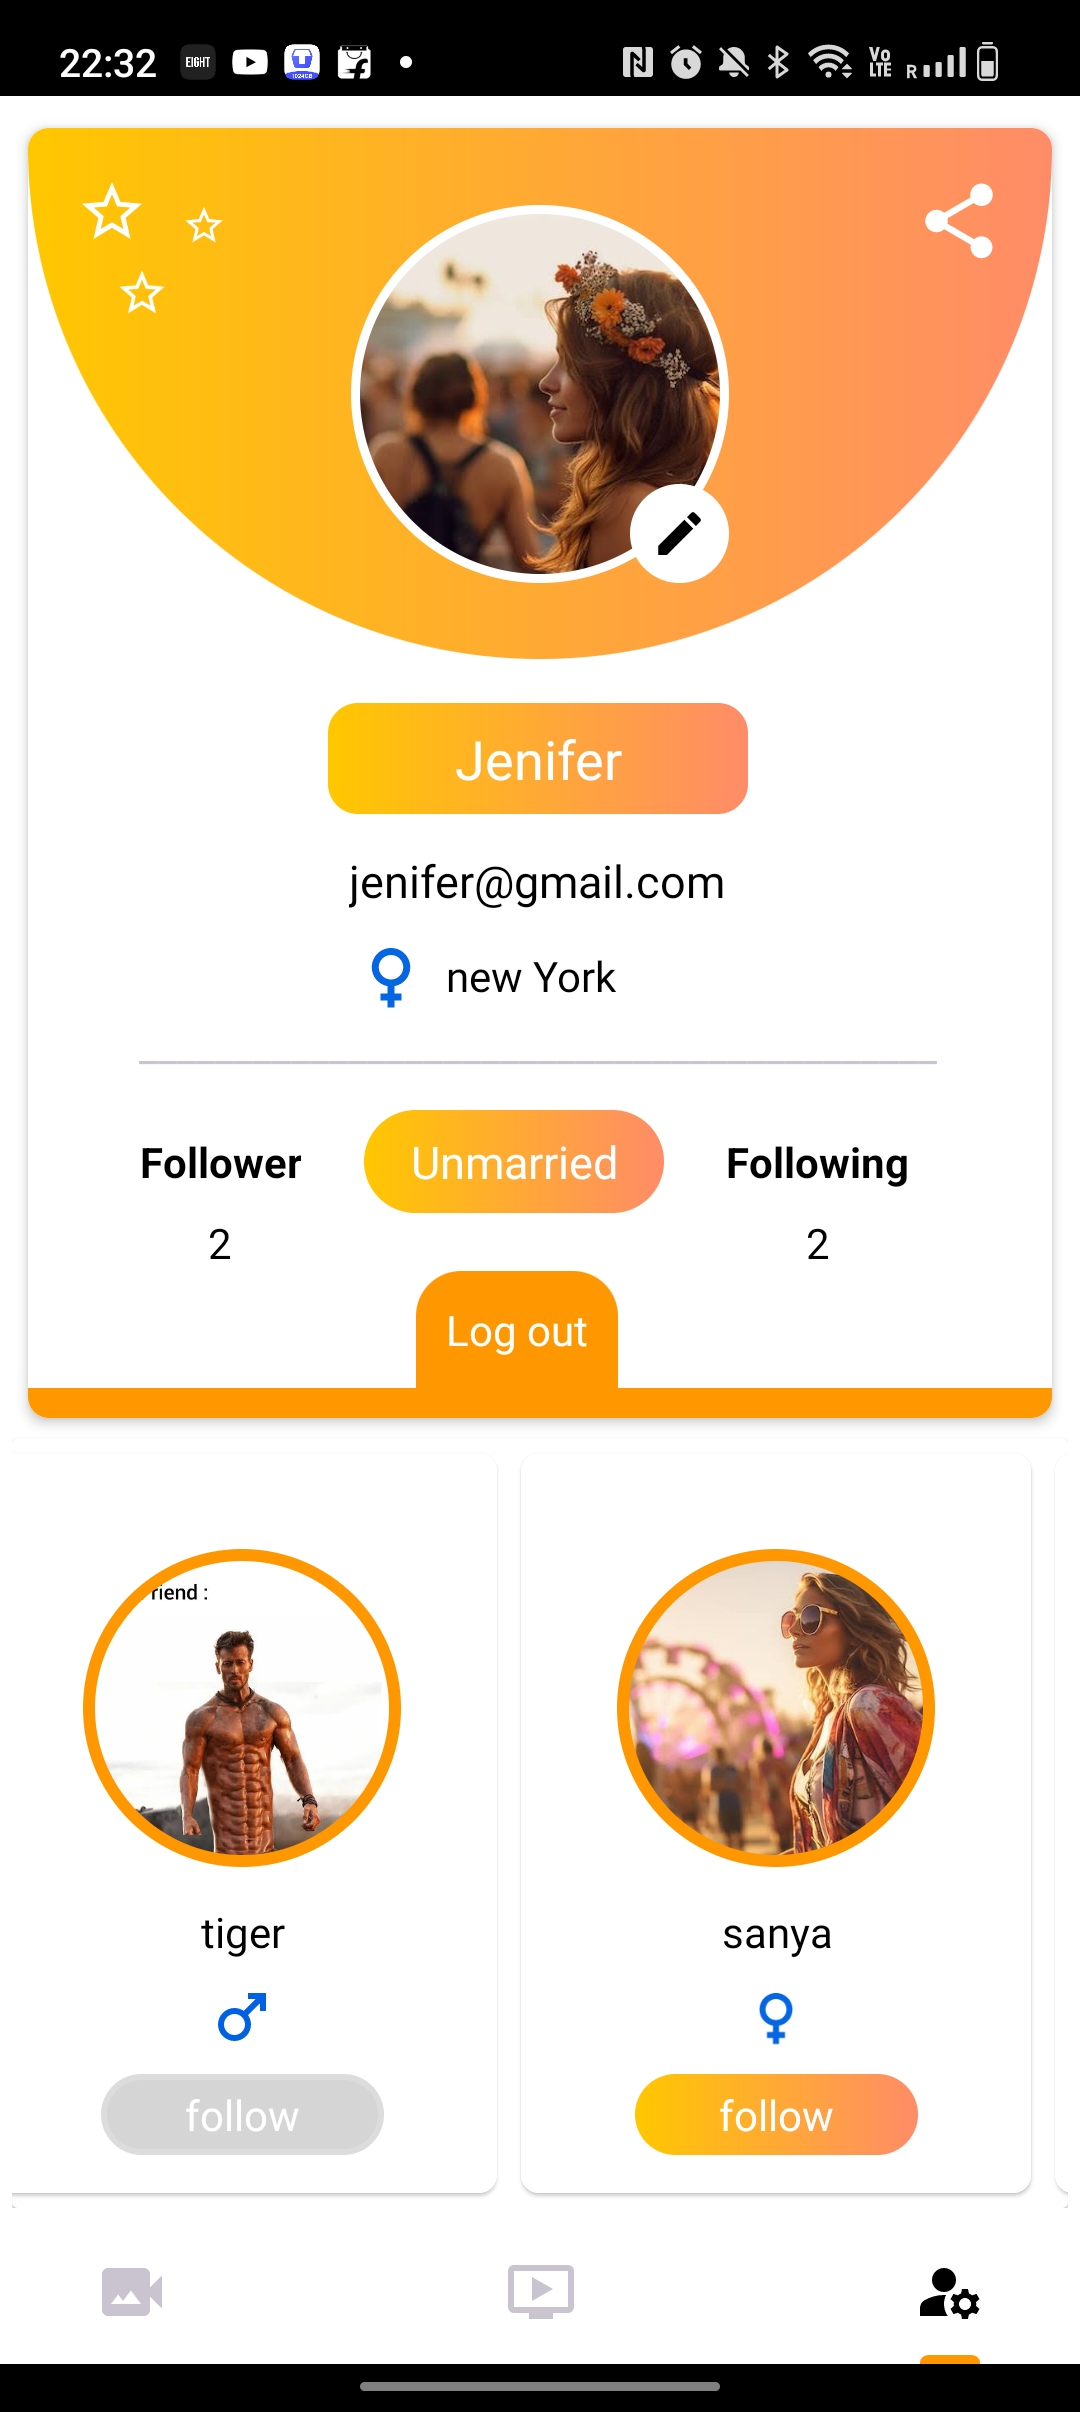 22:32
EIGHT
Vo
LTE
R
Jenifer
jenifer@gmail.com
new York
Follower
Unmarried
Following
2
2
Log out
riend :
tiger
sanya
follow
follow